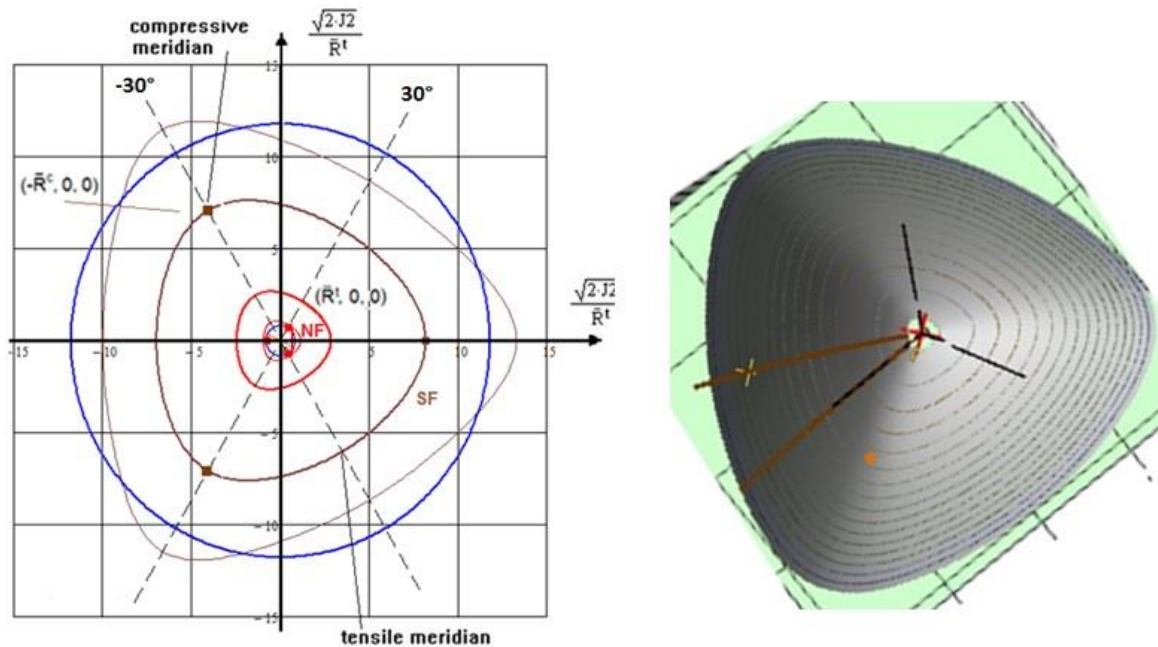 compressive
meridian
√2·J2
R̄ᵗ
15
-30°
30°
10
(-R̄ᶜ, 0, 0)
5
(R̄ᵗ, 0, 0)
√2·J2
R̄ᵗ
NF
-15
-10
-5
5
10
15
SF
-5
-10
-15
tensile meridian